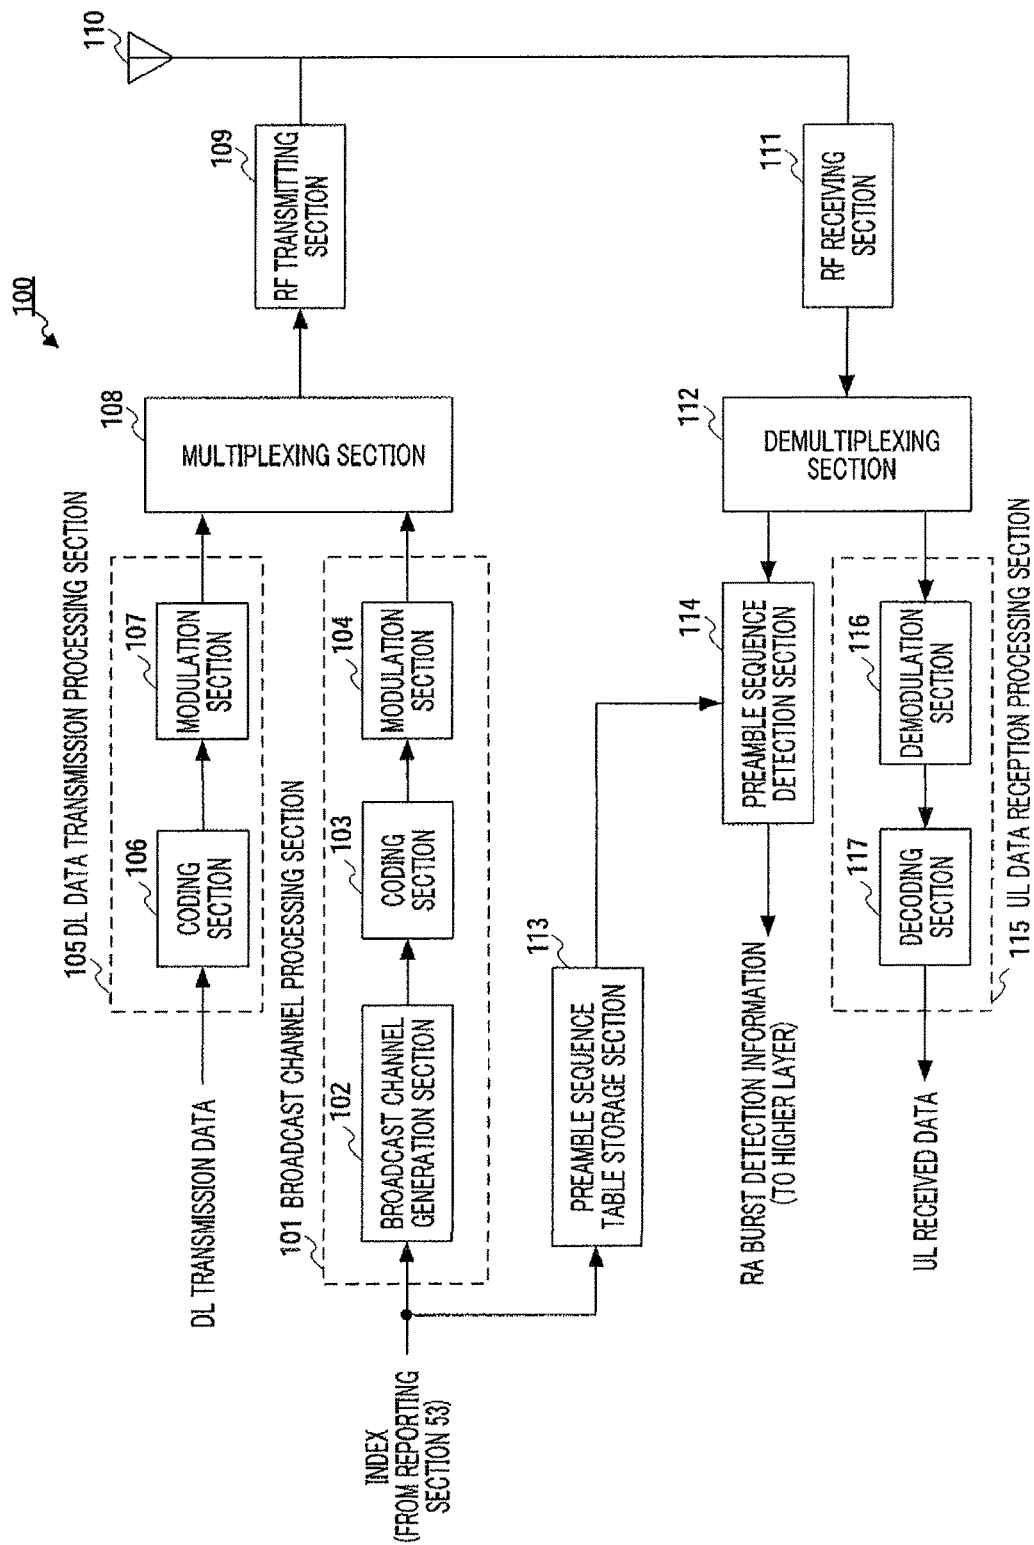 100
110
109
RF TRANSMITTING
SECTION
108
MULTIPLEXING SECTION
105 DL DATA TRANSMISSION PROCESSING SECTION
107
MODULATION
SECTION
106
CODING
SECTION
DL TRANSMISSION DATA
101 BROADCAST CHANNEL PROCESSING SECTION
104
MODULATION
SECTION
103
CODING
SECTION
102
BROADCAST CHANNEL
GENERATION SECTION
INDEX
(FROM REPORTING
SECTION 53)
113
PREAMBLE SEQUENCE
TABLE STORAGE SECTION
111
RF RECEIVING
SECTION
112
DEMULTIPLEXING
SECTION
114
PREAMBLE SEQUENCE
DETECTION SECTION
RA BURST DETECTION INFORMATION
(TO HIGHER LAYER)
116
DEMODULATION
SECTION
117
DECODING
SECTION
115 UL DATA RECEPTION PROCESSING SECTION
UL RECEIVED DATA